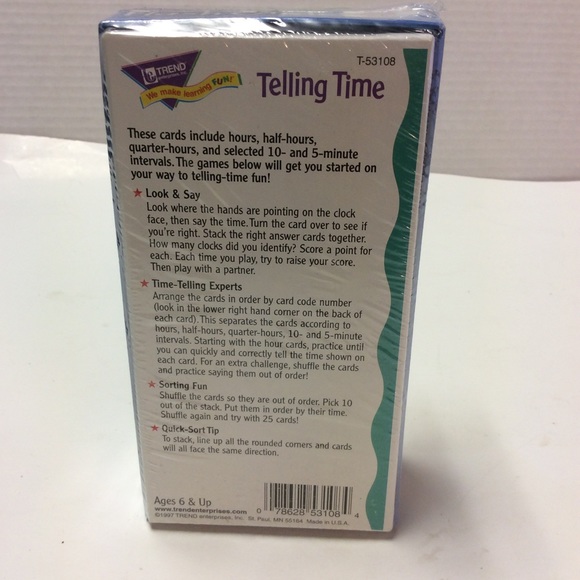 T-53108
TREND
enterprises, inc.
We make learning FUN!
Telling Time
These cards include hours, half-hours,
quarter-hours, and selected 10- and 5-minute
intervals. The games below will get you started on
your way to telling-time fun!
★ Look & Say
Look where the hands are pointing on the clock
face, then say the time. Turn the card over to see if
you're right. Stack the right answer cards together.
How many clocks did you identify? Score a point for
each. Each time you play, try to raise your score.
Then play with a partner.
★ Time-Telling Experts
Arrange the cards in order by card code number
(look in the lower right hand corner on the back of
each card). This separates the cards according to
hours, half-hours, quarter-hours, 10- and 5-minute
intervals. Starting with the hour cards, practice until
you can quickly and correctly tell the time shown on
each card. For an extra challenge, shuffle the cards
and practice saying them out of order!
★ Sorting Fun
Shuffle the cards so they are out of order. Pick 10
out of the stack. Put them in order by their time.
Shuffle again and try with 25 cards!
★ Quick-Sort Tip
To stack, line up all the rounded corners and cards
will all face the same direction.
Ages 6 & Up
www.trendenterprises.com
©1997 TREND enterprises, Inc. St. Paul, MN 55164 Made in U.S.A.
0 78628 53108 4